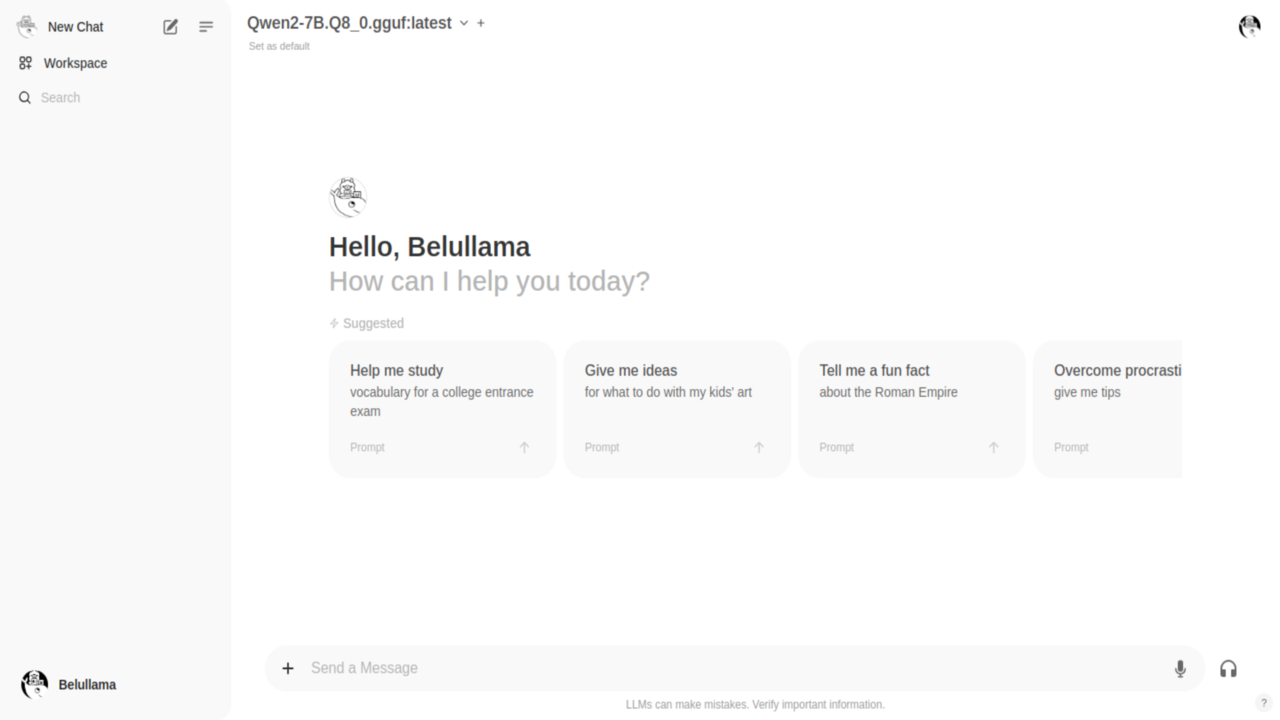 New Chat
Workspace
Search
Qwen2-7B.Q8_0.gguf:latest
Set as default
Hello, Belullama
How can I help you today?
Suggested
Help me study
vocabulary for a college entrance
exam
Prompt
Give me ideas
for what to do with my kids' art
Prompt
Tell me a fun fact
about the Roman Empire
Prompt
Overcome procrasti
give me tips
Prompt
Send a Message
LLMs can make mistakes. Verify important information.
?
Belullama